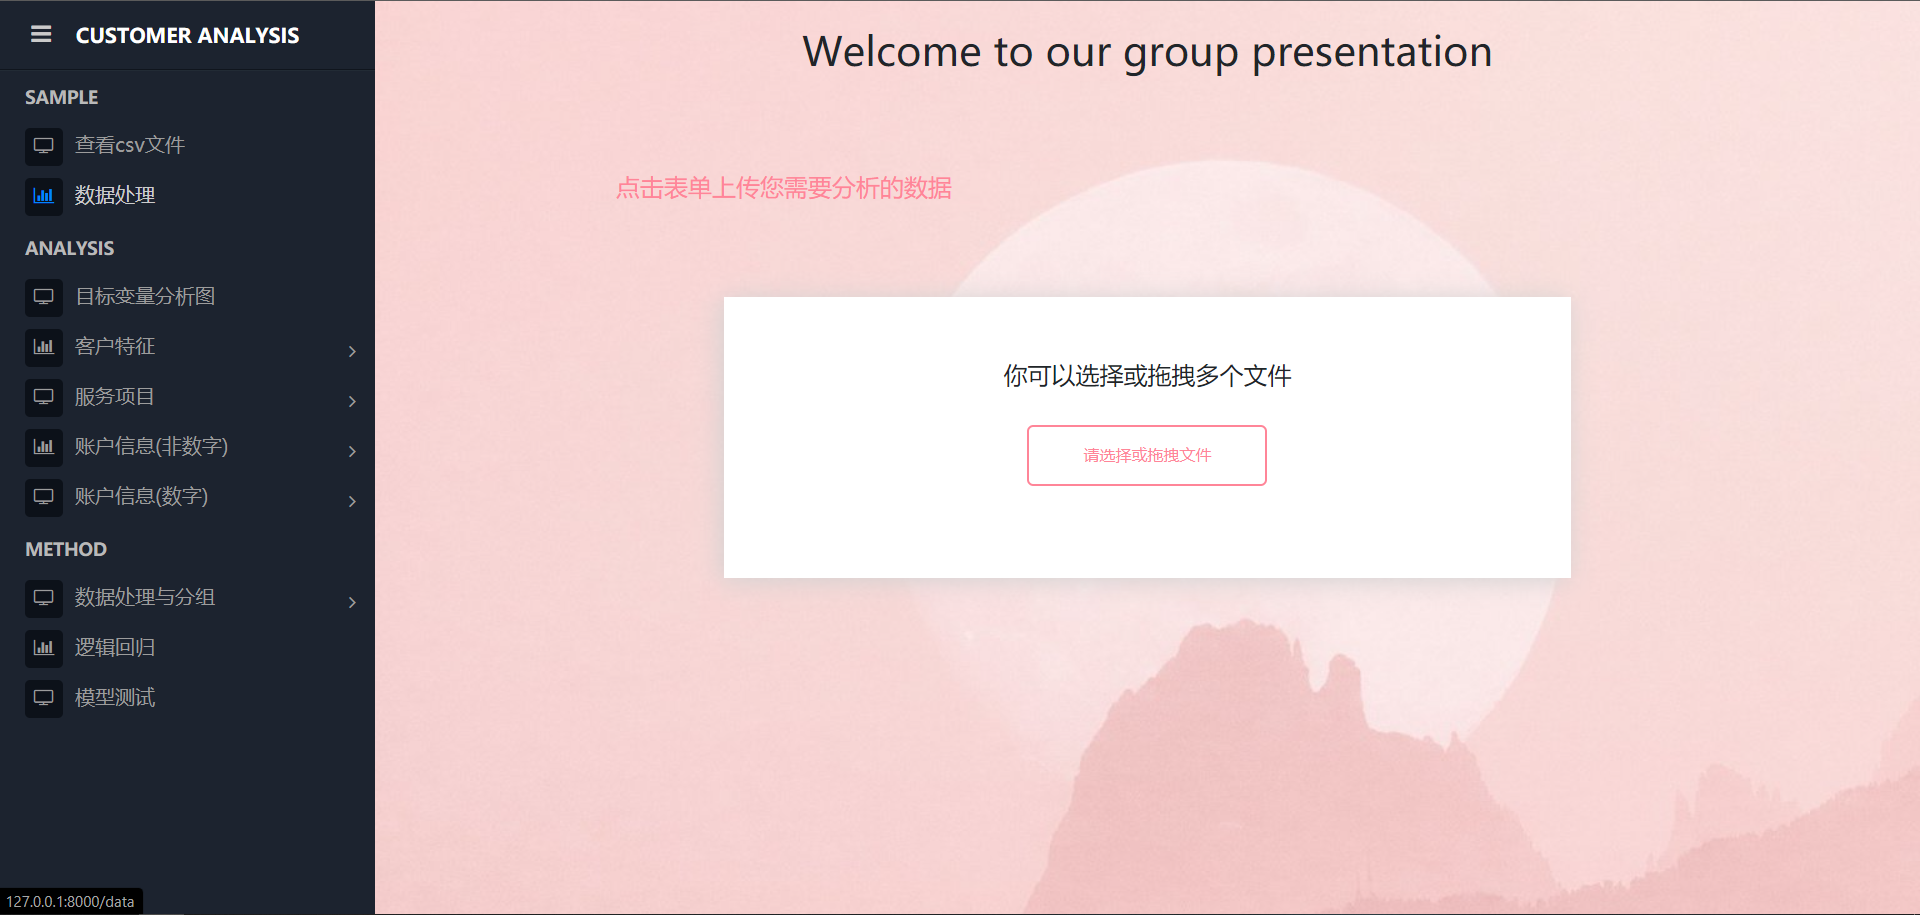 CUSTOMER ANALYSIS
SAMPLE
查看csv文件
数据处理
ANALYSIS
目标变量分析图
客户特征
服务项目
账户信息(非数字)
账户信息(数字)
METHOD
数据处理与分组
逻辑回归
模型测试
127.0.0.1:8000/data
Welcome to our group presentation
点击表单上传您需要分析的数据
你可以选择或拖拽多个文件
请选择或拖拽文件